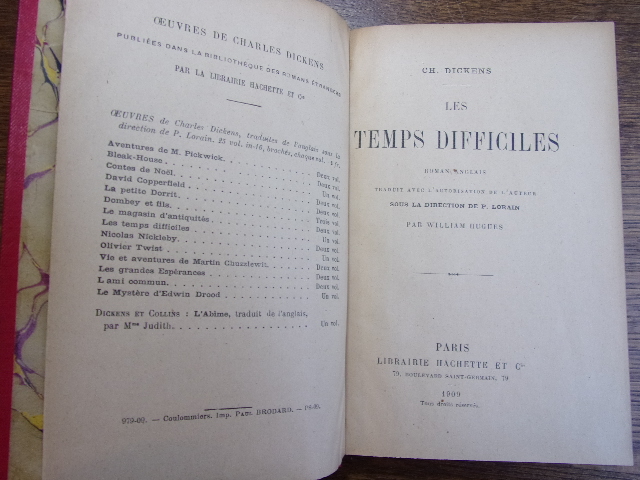 ŒUVRES DE CHARLES DICKENS
PUBLIÉES DANS LA BIBLIOTHÈQUE DES ROMANS ÉTRANGERS
PAR LA LIBRAIRIE HACHETTE ET Cie
ŒUVRES de Charles Dickens, traduites de l'anglais sous la
direction de P. Lorain. 25 vol. in-16, brochés, chaque vol. 1 fr.
Aventures de M. Pickwick. Deux vol.
Bleak-House. Deux vol.
Contes de Noël. Un vol.
David Copperfield. Deux vol.
La petite Dorrit. Deux vol.
Dombey et fils. Trois vol.
Le magasin d'antiquités. Deux vol.
Les temps difficiles. Un vol.
Nicolas Nickleby. Deux vol.
Olivier Twist. Un vol.
Vie et aventures de Martin Chuzzlewit. Deux vol.
Les grandes Espérances. Deux vol.
L'ami commun. Deux vol.
Le Mystère d'Edwin Drood. Un vol.
DICKENS ET COLLINS : L'Abîme, traduit de l'anglais,
par Mme Judith. Un vol.
979-09. — Coulommiers. Imp. PAUL BRODARD. —
CH. DICKENS
LES
TEMPS DIFFICILES
ROMAN ANGLAIS
TRADUIT AVEC L'AUTORISATION DE L'AUTEUR
SOUS LA DIRECTION DE P. LORAIN
PAR WILLIAM HUGHES
PARIS
LIBRAIRIE HACHETTE ET Cie
79, BOULEVARD SAINT-GERMAIN, 79
1909
Tous droits réservés.